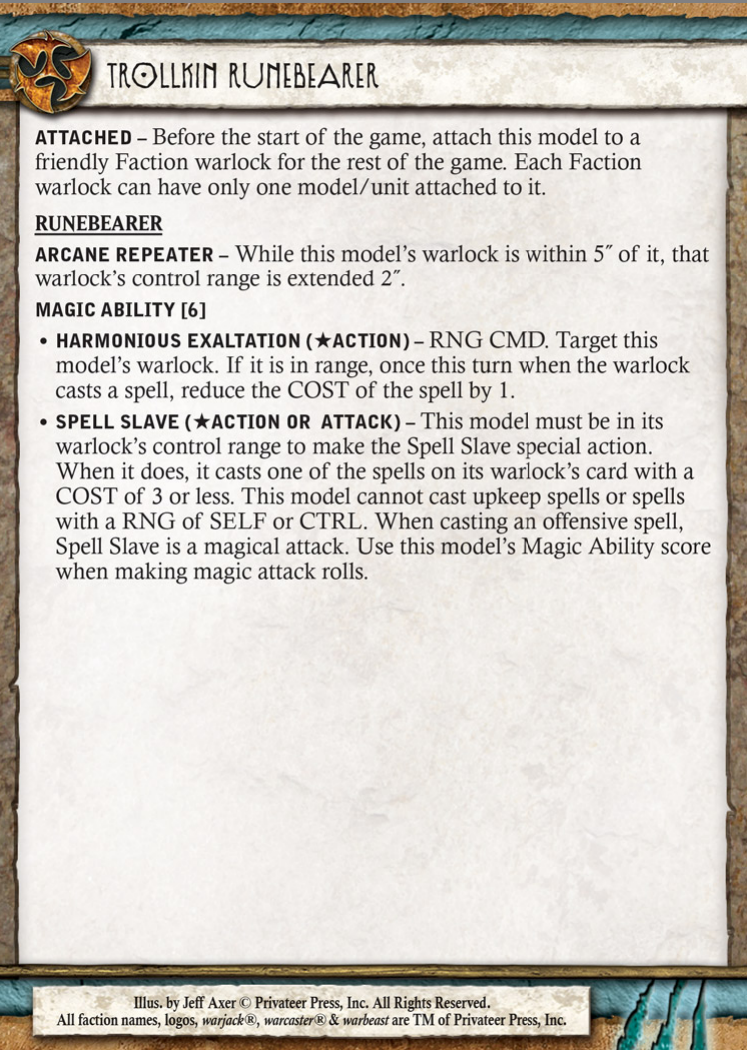 TROLLKIN RUNEBEARER
ATTACHED – Before the start of the game, attach this model to a
friendly Faction warlock for the rest of the game. Each Faction
warlock can have only one model/unit attached to it.
RUNEBEARER
ARCANE REPEATER – While this model's warlock is within 5˝ of it, that
warlock's control range is extended 2˝.
MAGIC ABILITY [6]
• HARMONIOUS EXALTATION (★ACTION) – RNG CMD. Target this
model's warlock. If it is in range, once this turn when the warlock
casts a spell, reduce the COST of the spell by 1.
• SPELL SLAVE (★ACTION OR ATTACK) – This model must be in its
warlock's control range to make the Spell Slave special action.
When it does, it casts one of the spells on its warlock's card with a
COST of 3 or less. This model cannot cast upkeep spells or spells
with a RNG of SELF or CTRL. When casting an offensive spell,
Spell Slave is a magical attack. Use this model's Magic Ability score
when making magic attack rolls.
Illus. by Jeff Axer © Privateer Press, Inc. All Rights Reserved.
All faction names, logos, warjack®, warcaster® & warbeast are TM of Privateer Press, Inc.